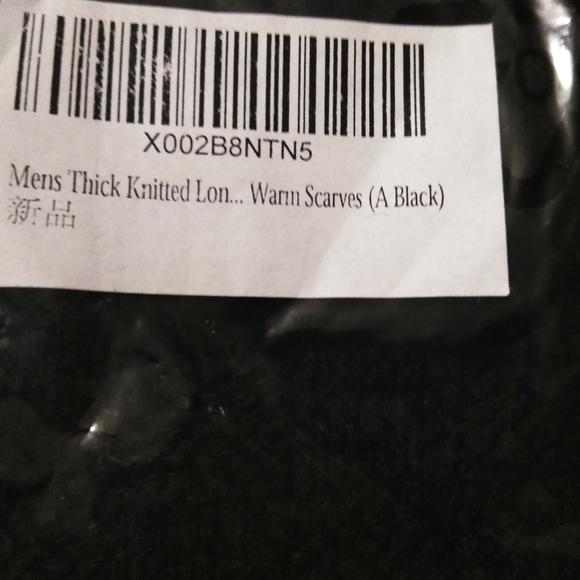 X002B8NTN5
Mens Thick Knitted Lon... Warm Scarves (A Black)
新品